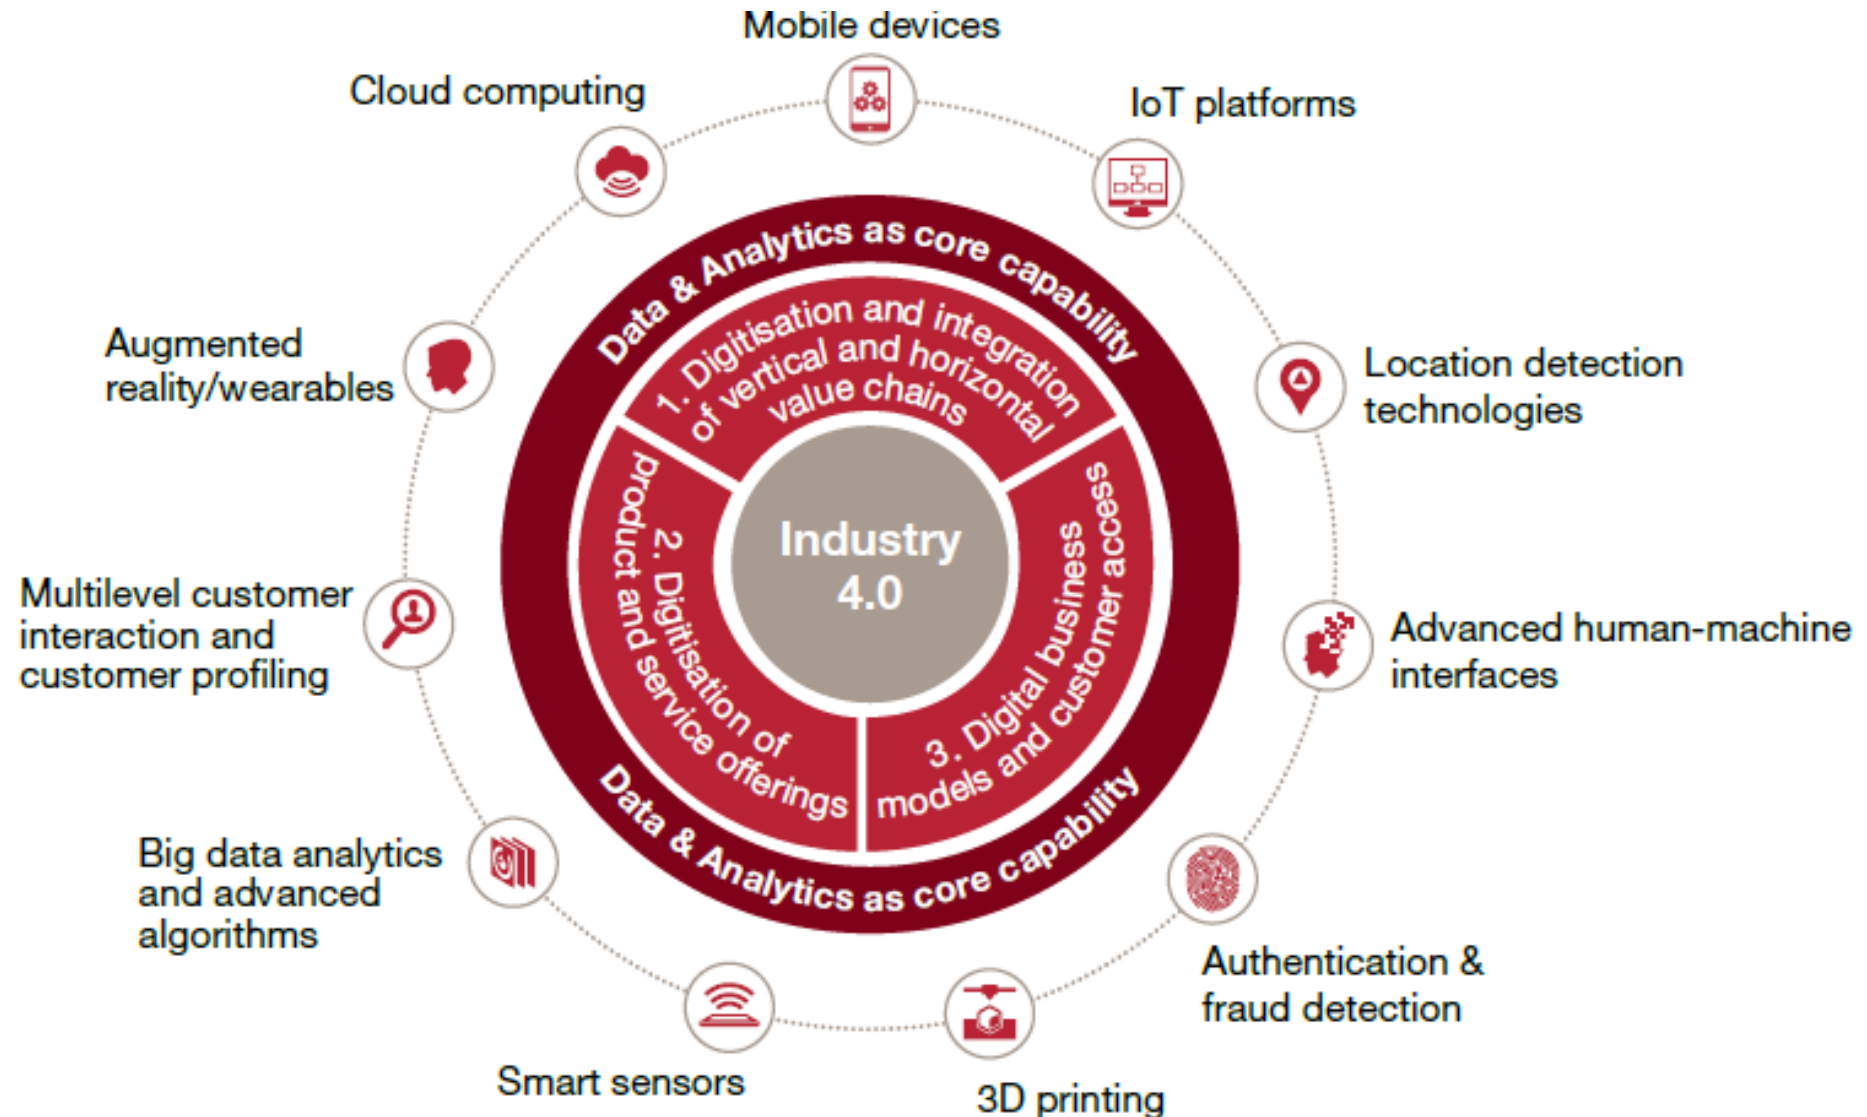 Mobile devices
Cloud computing
IoT platforms
Augmented
reality/wearables
Location detection
technologies
Multilevel customer
interaction and
customer profiling
Advanced human-machine
interfaces
Big data analytics
and advanced
algorithms
Authentication &
fraud detection
Smart sensors
3D printing
Data & Analytics as core capability
1. Digitisation and integration
of vertical and horizontal
value chains
2. Digitisation of
product and service offerings
3. Digital business
models and customer access
Industry
4.0
Data & Analytics as core capability